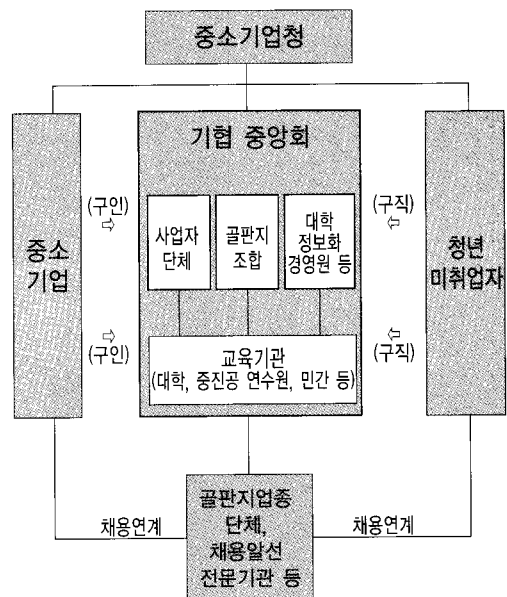 중소기업청
기협 중앙회
(구인)
⇨
(구직)
⇦
사업자
단체
골판지
조합
대학
정보화
경영원 등
중소
기업
청년
미취업자
⇨
(구인)
⇦
(구직)
교육기관
(대학, 중진공 연수원, 민간 등)
채용연계
골판지업종
단체,
채용알선
전문기관 등
채용연계